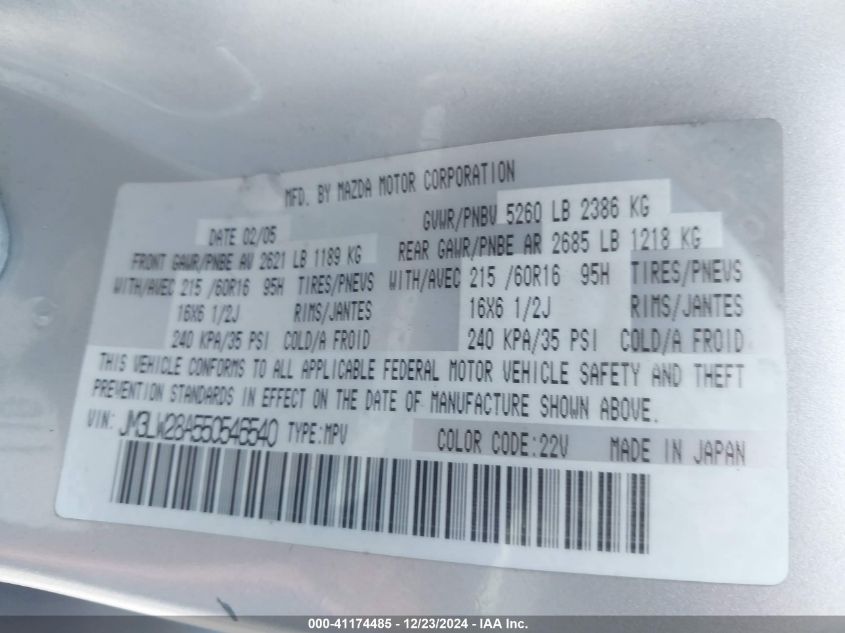 MFD. BY MAZDA MOTOR CORPORATION
DATE 02/05 GVWR/PNBV 5260 LB 2386 KG
FRONT GAWR/PNBE AV 2621 LB 1189 KG REAR GAWR/PNBE AR 2685 LB 1218 KG
WITH/AVEC 215 /60R16 95H TIRES/PNEUS WITH/AVEC 215 /60R16 95H TIRES/PNEUS
16X6 1/2J RIMS/JANTES 16X6 1/2J RIMS/JANTES
240 KPA/35 PSI COLD/A FROID 240 KPA/35 PSI COLD/A FROID
THIS VEHICLE CONFORMS TO ALL APPLICABLE FEDERAL MOTOR VEHICLE SAFETY AND THEFT
PREVENTION STANDARDS IN EFFECT ON THE DATE OF MANUFACTURE SHOWN ABOVE.
VIN: JM3LW28A550546540 TYPE:MPV COLOR CODE:22V MADE IN JAPAN
000-41174485 - 12/23/2024 - IAA Inc.